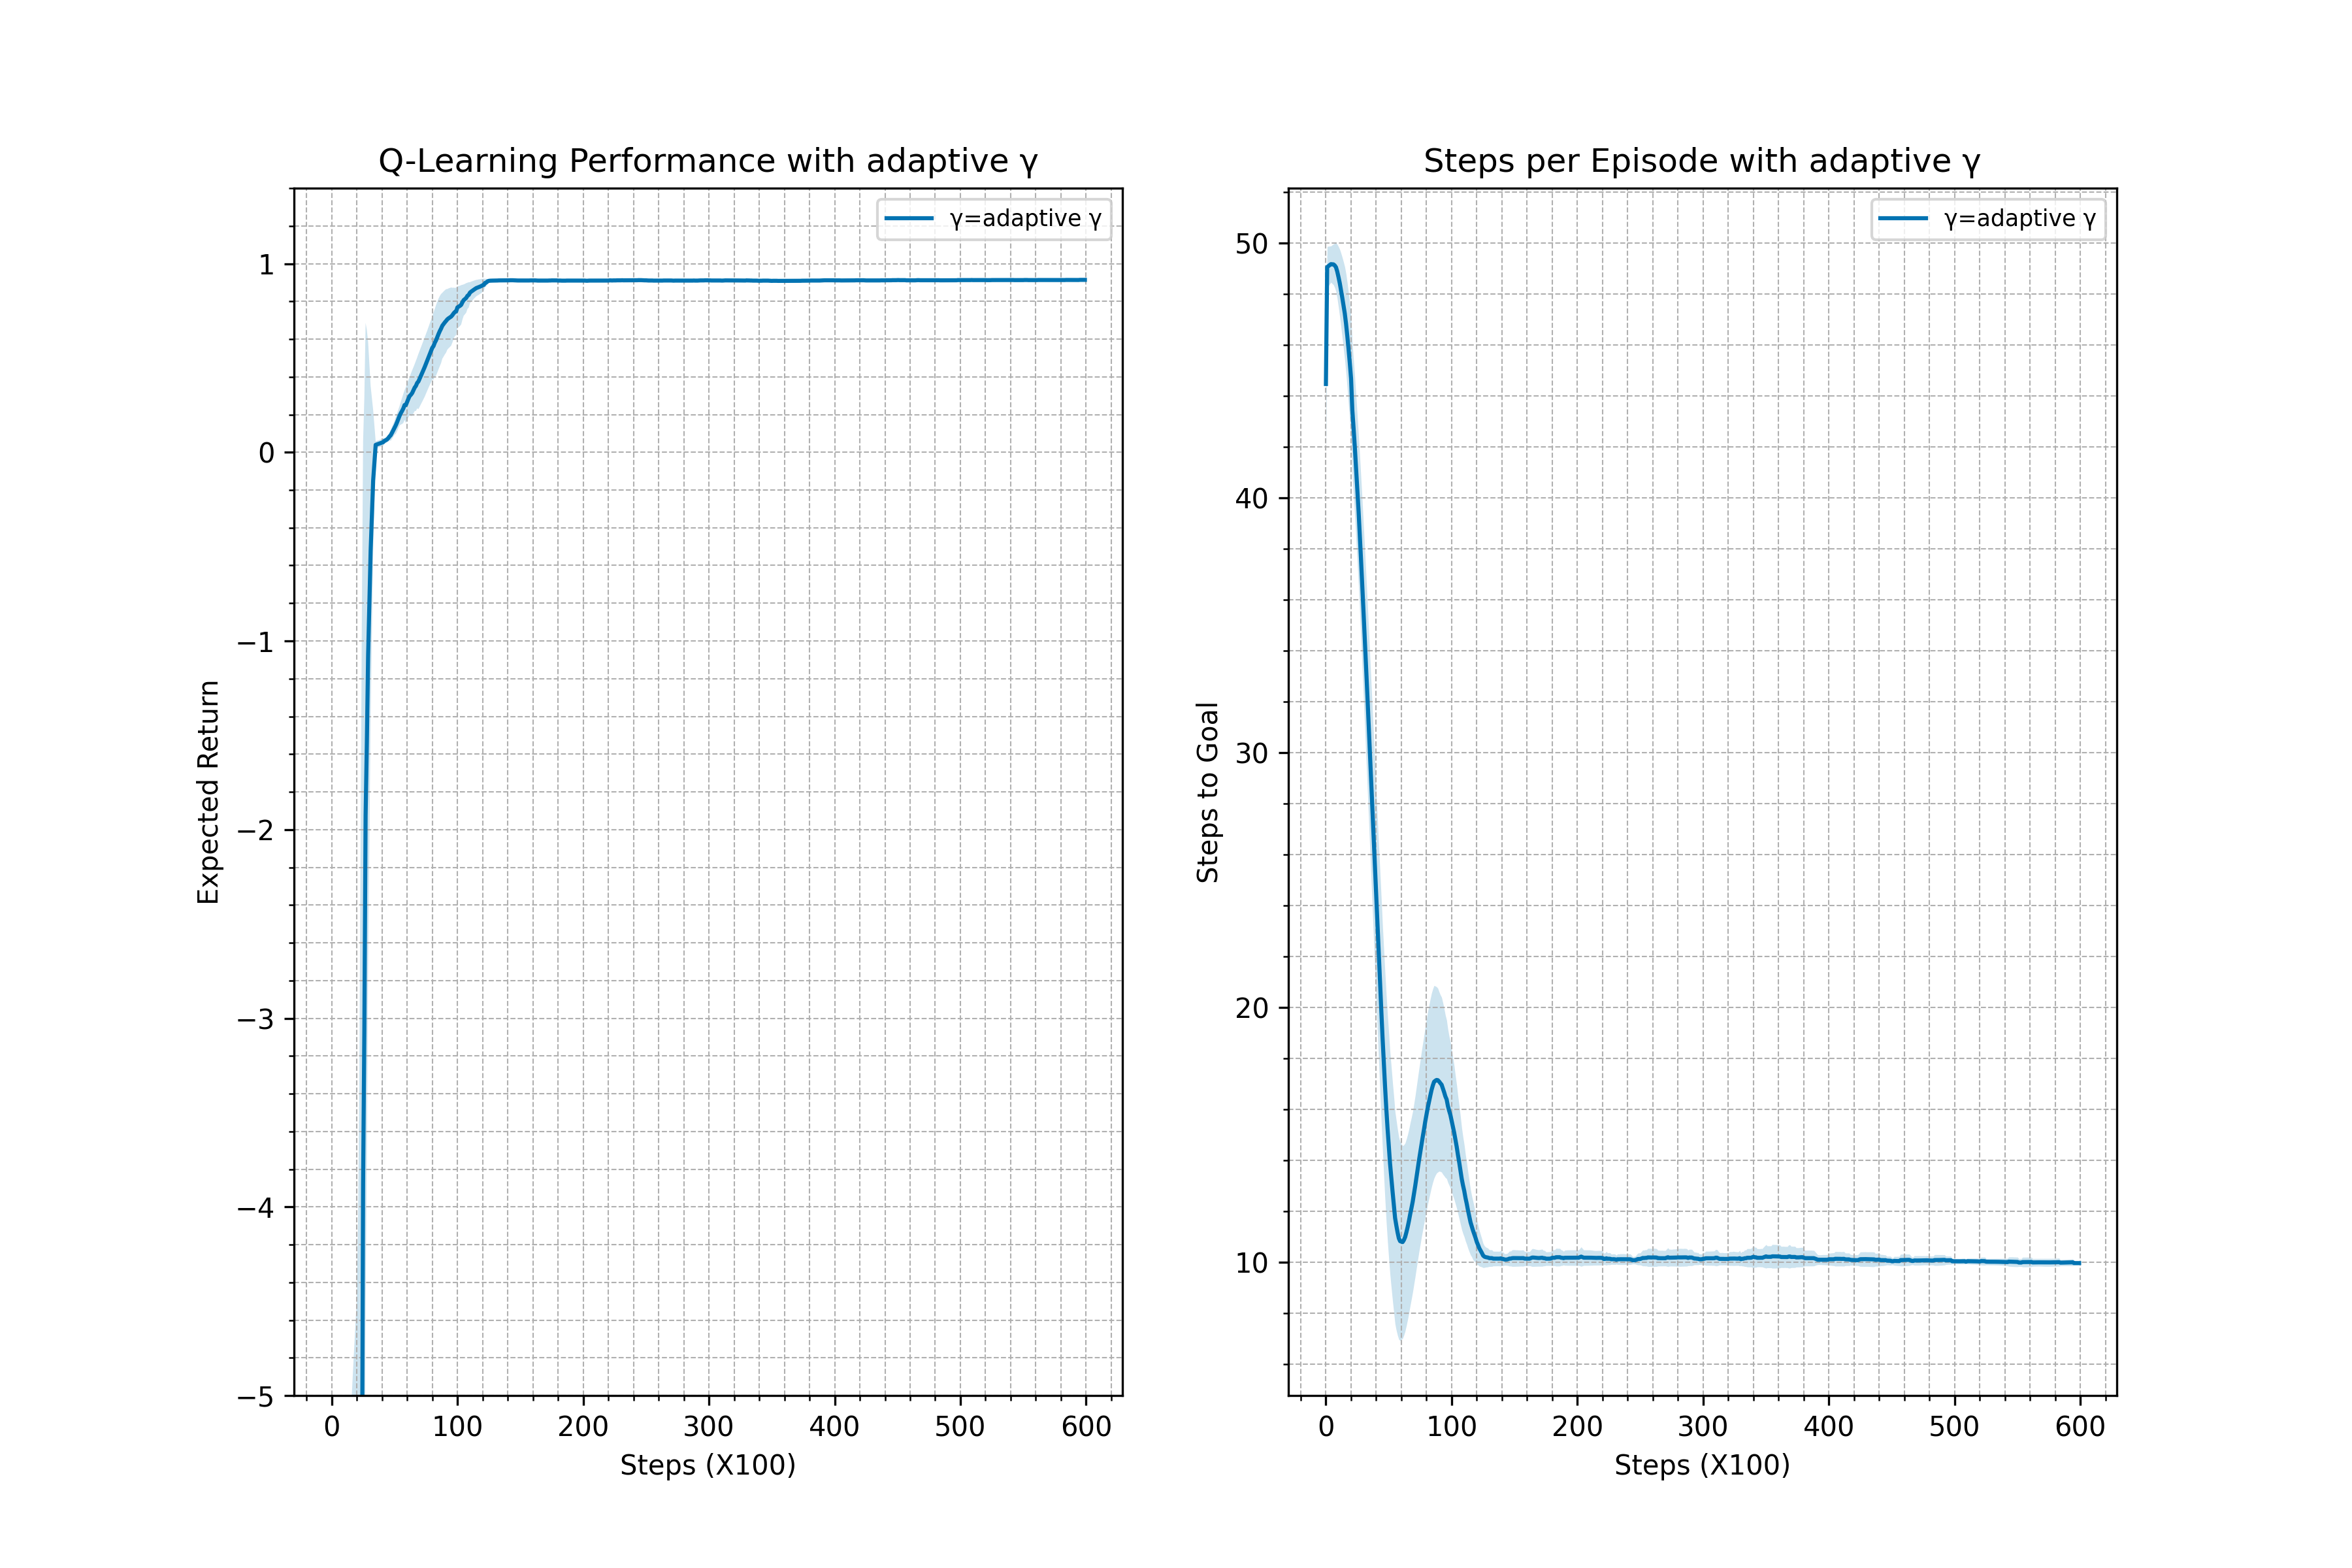 Q-Learning Performance with adaptive γ
γ=adaptive γ
1
0
−1
−2
−3
−4
−5
Expected Return
0 100 200 300 400 500 600
Steps (X100)
Steps per Episode with adaptive γ
γ=adaptive γ
50
40
30
20
10
Steps to Goal
0 100 200 300 400 500 600
Steps (X100)